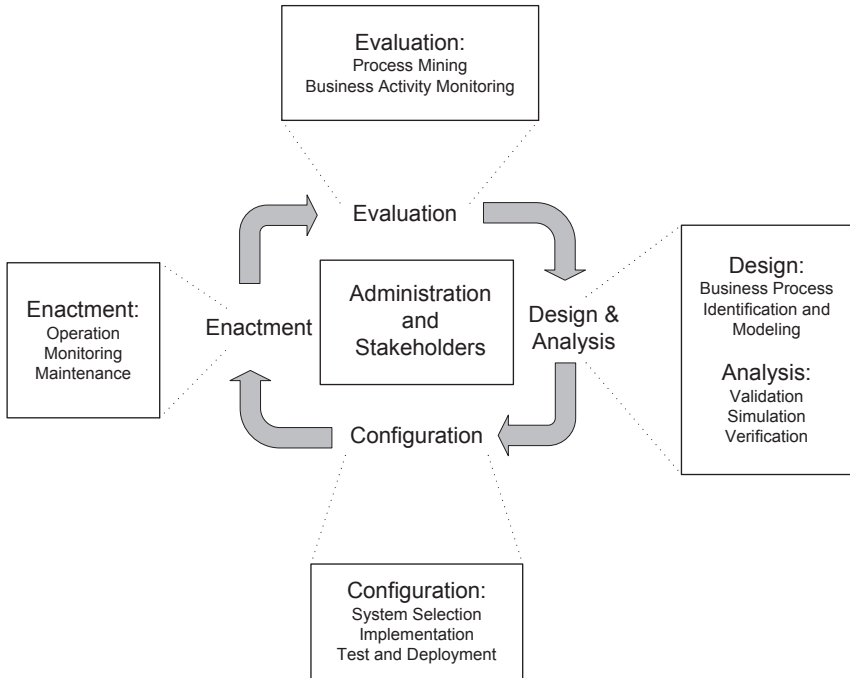 Evaluation:
Process Mining
Business Activity Monitoring
Evaluation
Administration
and
Stakeholders
Enactment:
Operation
Monitoring
Maintenance
Enactment
Design &
Analysis
Design:
Business Process
Identification and
Modeling
Analysis:
Validation
Simulation
Verification
Configuration
Configuration:
System Selection
Implementation
Test and Deployment